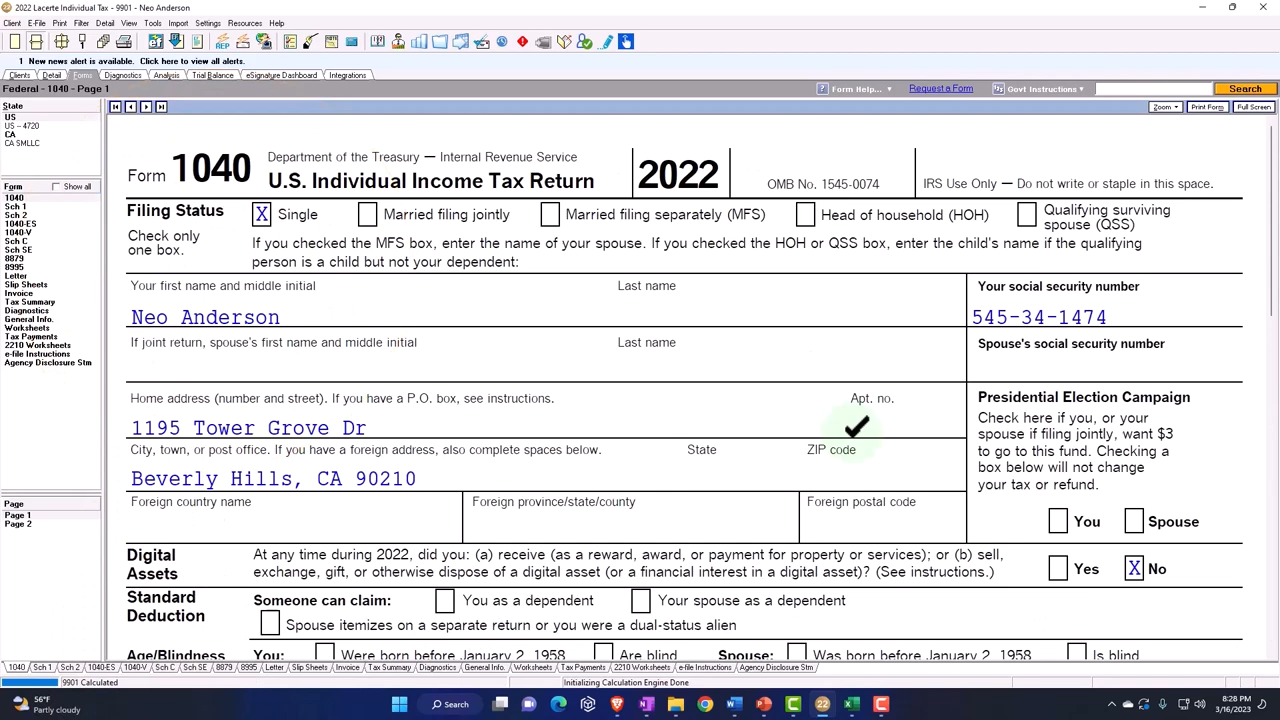 2022 Lacerte Individual Tax - 9901 - Neo Anderson
Client E-File Print Filter Detail Tools Import Settings Resources Help
1 New news alert is available. Click here to view all alerts.
Clients Detail Forms Diagnostics Analysis Trial Balance eSignature Dashboard Integrations
Federal - 1040 - Page 1 Form Help... Request a Form Govt Instructions Search
State
US
US - 4720
CA
CA SMLLC
Zoom Print Form Full Screen
Form Show all
1040
Sch 1
Sch 2
1040-ES
1040-V
Sch C
Sch SE
8879
8995
Letter
Slip Sheets
Invoice
Tax Summary
Diagnostics
General Info.
Worksheets
Tax Payments
2210 Worksheets
e-file Instructions
Agency Disclosure Stm
Page
Page 1
Page 2
Form 1040
Department of the Treasury — Internal Revenue Service
U.S. Individual Income Tax Return
2022
OMB No. 1545-0074
IRS Use Only — Do not write or staple in this space.
Filing Status
Check only
one box.
X Single Married filing jointly Married filing separately (MFS) Head of household (HOH) Qualifying surviving
spouse (QSS)
If you checked the MFS box, enter the name of your spouse. If you checked the HOH or QSS box, enter the child's name if the qualifying
person is a child but not your dependent:
Your first name and middle initial Last name Your social security number
Neo Anderson 545-34-1474
If joint return, spouse's first name and middle initial Last name Spouse's social security number
Home address (number and street). If you have a P.O. box, see instructions. Apt. no.
1195 Tower Grove Dr
City, town, or post office. If you have a foreign address, also complete spaces below. State ZIP code
Beverly Hills, CA 90210
Foreign country name Foreign province/state/county Foreign postal code
Presidential Election Campaign
Check here if you, or your
spouse if filing jointly, want $3
to go to this fund. Checking a
box below will not change
your tax or refund.
You Spouse
Digital
Assets
At any time during 2022, did you: (a) receive (as a reward, award, or payment for property or services); or (b) sell,
exchange, gift, or otherwise dispose of a digital asset (or a financial interest in a digital asset)? (See instructions.)
Yes X No
Standard
Deduction
Someone can claim: You as a dependent Your spouse as a dependent
Spouse itemizes on a separate return or you were a dual-status alien
Age/Blindness You: Were born before January 2, 1958 Are blind Spouse: Was born before January 2, 1958 Is blind
1040 Sch 1 Sch 2 1040-ES 1040-V Sch C Sch SE 8879 8995 Letter Slip Sheets Invoice Tax Summary Diagnostics General Info. Worksheets Tax Payments 2210 Worksheets e-file Instructions Agency Disclosure Stm
9901 Calculated Initializing Calculation Engine Done
56°F
Partly cloudy
Search
8:28 PM
3/16/2023